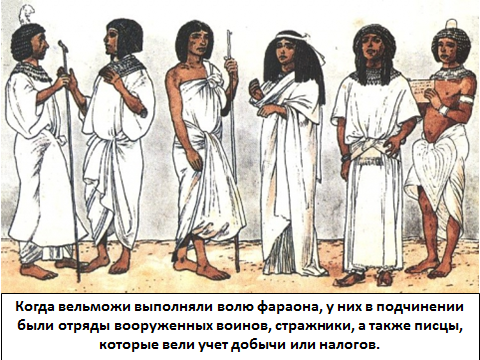 Когда вельможи выполняли волю фараона, у них в подчинении
были отряды вооруженных воинов, стражники, а также писцы,
которые вели учет добычи или налогов.